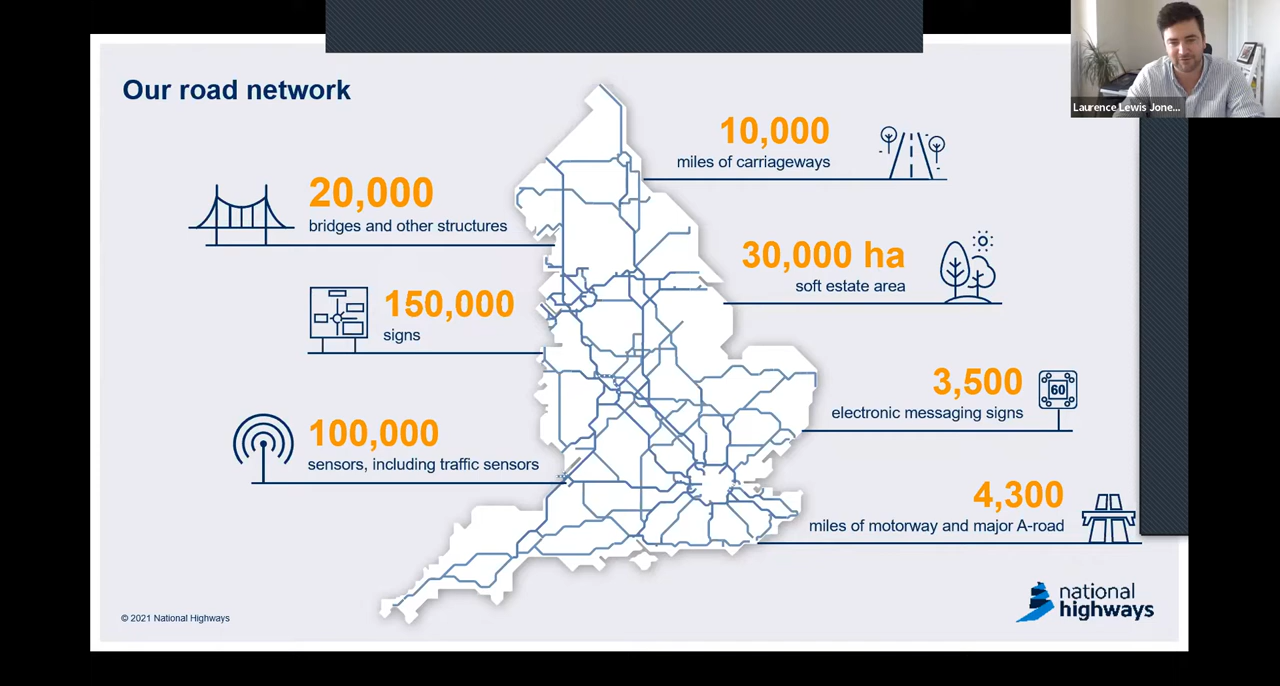 Our road network
20,000
bridges and other structures
150,000
signs
100,000
sensors, including traffic sensors
10,000
miles of carriageways
30,000 ha
soft estate area
3,500
electronic messaging signs
60
4,300
miles of motorway and major A-road
© 2021 National Highways
national
highways
Laurence Lewis Jone...